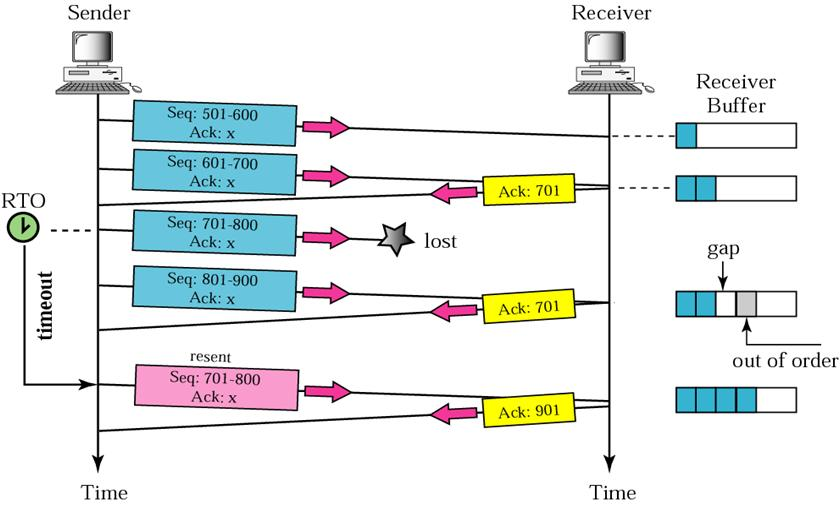 Sender
Receiver
Receiver
Buffer
Seq: 501-600
Ack: x
Seq: 601-700
Ack: x
Ack: 701
RTO
Seq: 701-800
Ack: x
lost
gap
timeout
Seq: 801-900
Ack: x
Ack: 701
out of order
resent
Seq: 701-800
Ack: x
Ack: 901
Time
Time